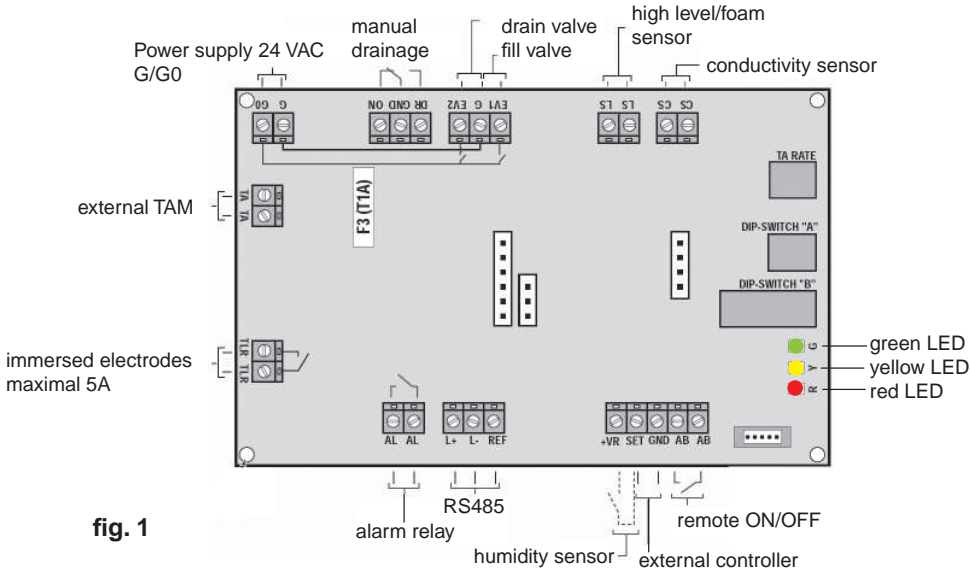 high level/foam
sensor
manual
drainage
drain valve
fill valve
Power supply 24 VAC
G/G0
conductivity sensor
G0 G
ON GND DR
EV2 G EV1
LS LS
CS CS
TA RATE
external TAM
TA
TA
F3 (T1A)
DIP-SWITCH "A"
DIP-SWITCH "B"
immersed electrodes
maximal 5A
TLR
TLR
G
green LED
Y
yellow LED
R
red LED
AL AL
L+ L- REF
+VR SET GND AB AB
alarm relay
RS485
humidity sensor
external controller
remote ON/OFF
fig. 1